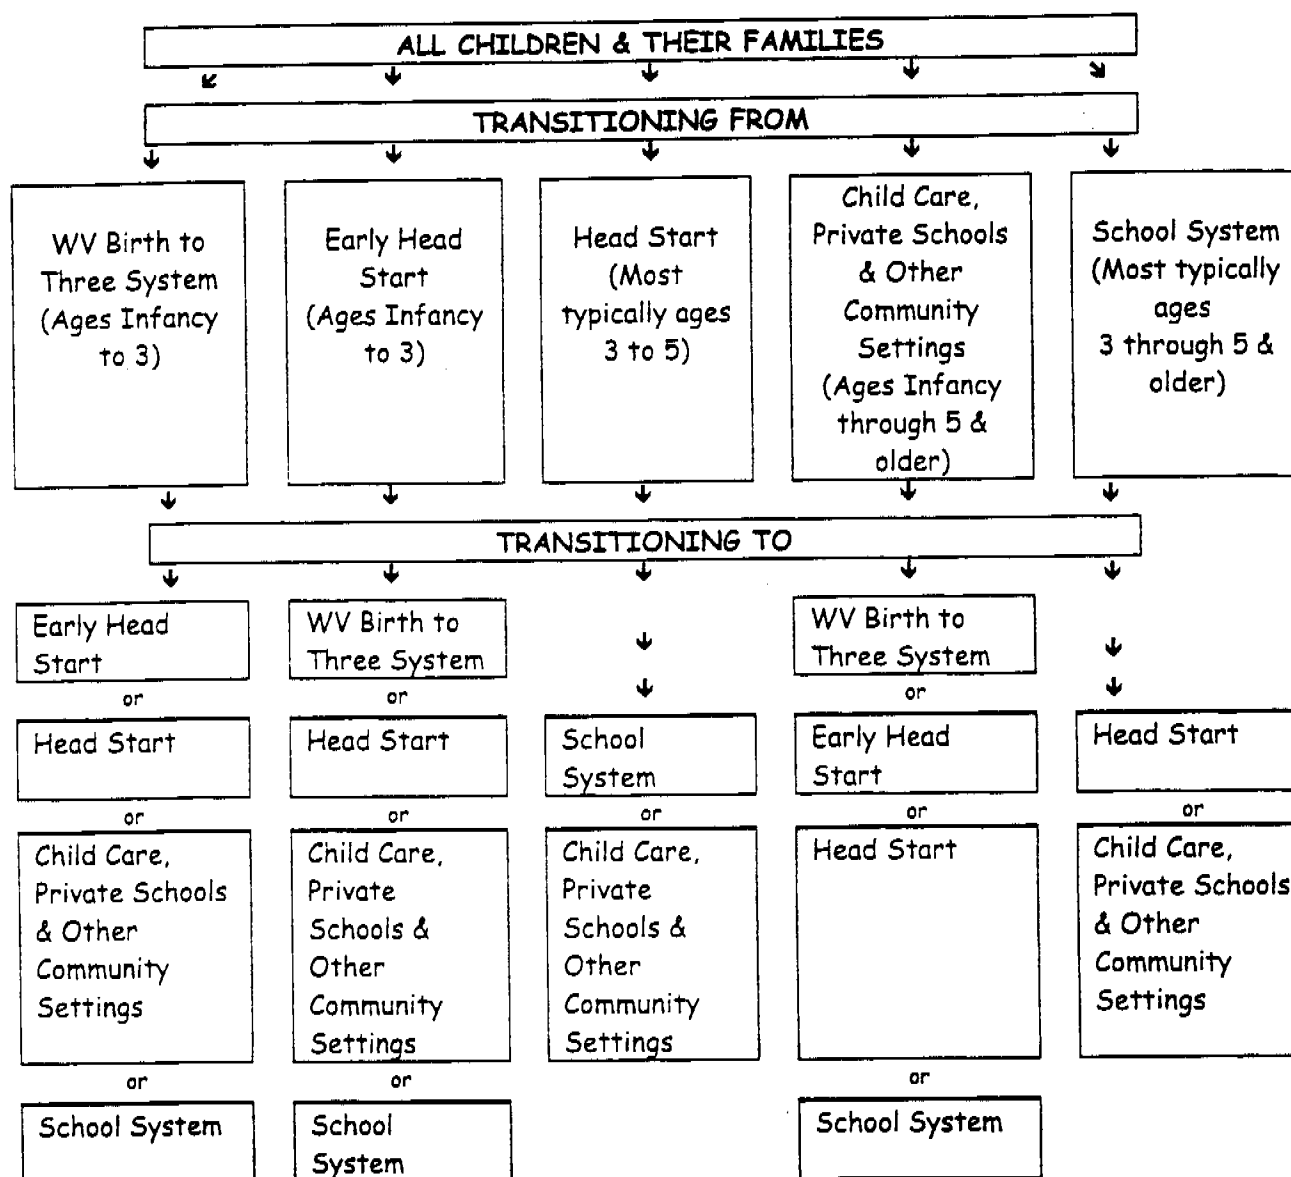 ALL CHILDREN & THEIR FAMILIES
TRANSITIONING FROM
WV Birth to
Three System
(Ages Infancy
to 3)
Early Head
Start
(Ages Infancy
to 3)
Head Start
(Most
typically ages
3 to 5)
Child Care,
Private Schools
& Other
Community
Settings
(Ages Infancy
through 5 &
older)
School System
(Most typically
ages
3 through 5 &
older)
TRANSITIONING TO
Early Head
Start
or
Head Start
or
Child Care,
Private Schools
& Other
Community
Settings
or
School System
WV Birth to
Three System
or
Head Start
or
Child Care,
Private
Schools &
Other
Community
Settings
or
School
System
School
System
or
Child Care,
Private
Schools &
Other
Community
Settings
WV Birth to
Three System
or
Early Head
Start
or
Head Start
or
School System
Head Start
or
Child Care,
Private Schools
& Other
Community
Settings